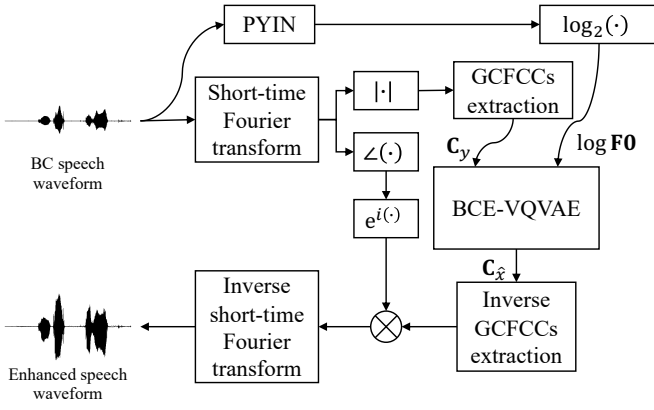 PYIN
log₂(·)
Short-time
Fourier
transform
|·|
GCFCCs
extraction
BC speech
waveform
∠(·)
C_y
log F0
e^{i(·)}
BCE-VQVAE
C_{x̂}
Inverse
short-time
Fourier
transform
Inverse
GCFCCs
extraction
Enhanced speech
waveform